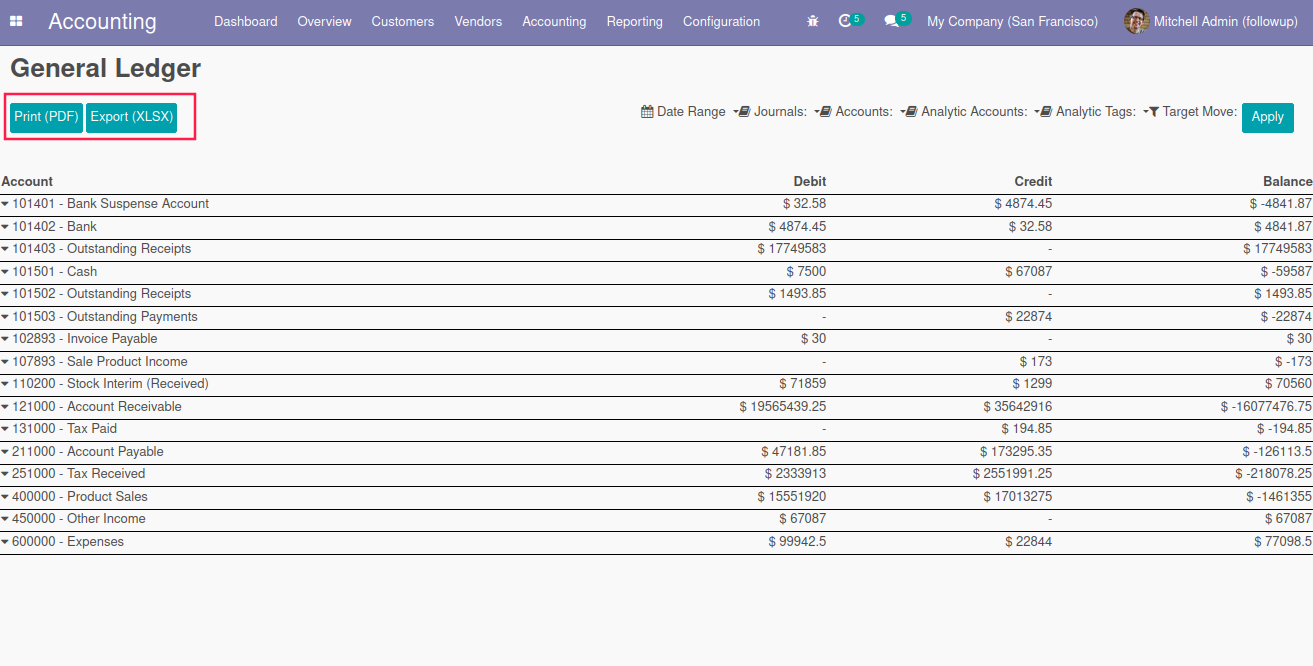 Accounting Dashboard Overview Customers Vendors Accounting Reporting Configuration 5 5 My Company (San Francisco) Mitchell Admin (followup)
General Ledger
Print (PDF) Export (XLSX) Date Range Journals: Accounts: Analytic Accounts: Analytic Tags: Target Move: Apply
Account Debit Credit Balance
101401 - Bank Suspense Account $ 32.58 $ 4874.45 $ -4841.87
101402 - Bank $ 4874.45 $ 32.58 $ 4841.87
101403 - Outstanding Receipts $ 17749583 - $ 17749583
101501 - Cash $ 7500 $ 67087 $ -59587
101502 - Outstanding Receipts $ 1493.85 - $ 1493.85
101503 - Outstanding Payments - $ 22874 $ -22874
102893 - Invoice Payable $ 30 - $ 30
107893 - Sale Product Income - $ 173 $ -173
110200 - Stock Interim (Received) $ 71859 $ 1299 $ 70560
121000 - Account Receivable $ 19565439.25 $ 35642916 $ -16077476.75
131000 - Tax Paid - $ 194.85 $ -194.85
211000 - Account Payable $ 47181.85 $ 173295.35 $ -126113.5
251000 - Tax Received $ 2333913 $ 2551991.25 $ -218078.25
400000 - Product Sales $ 15551920 $ 17013275 $ -1461355
450000 - Other Income $ 67087 - $ 67087
600000 - Expenses $ 99942.5 $ 22844 $ 77098.5